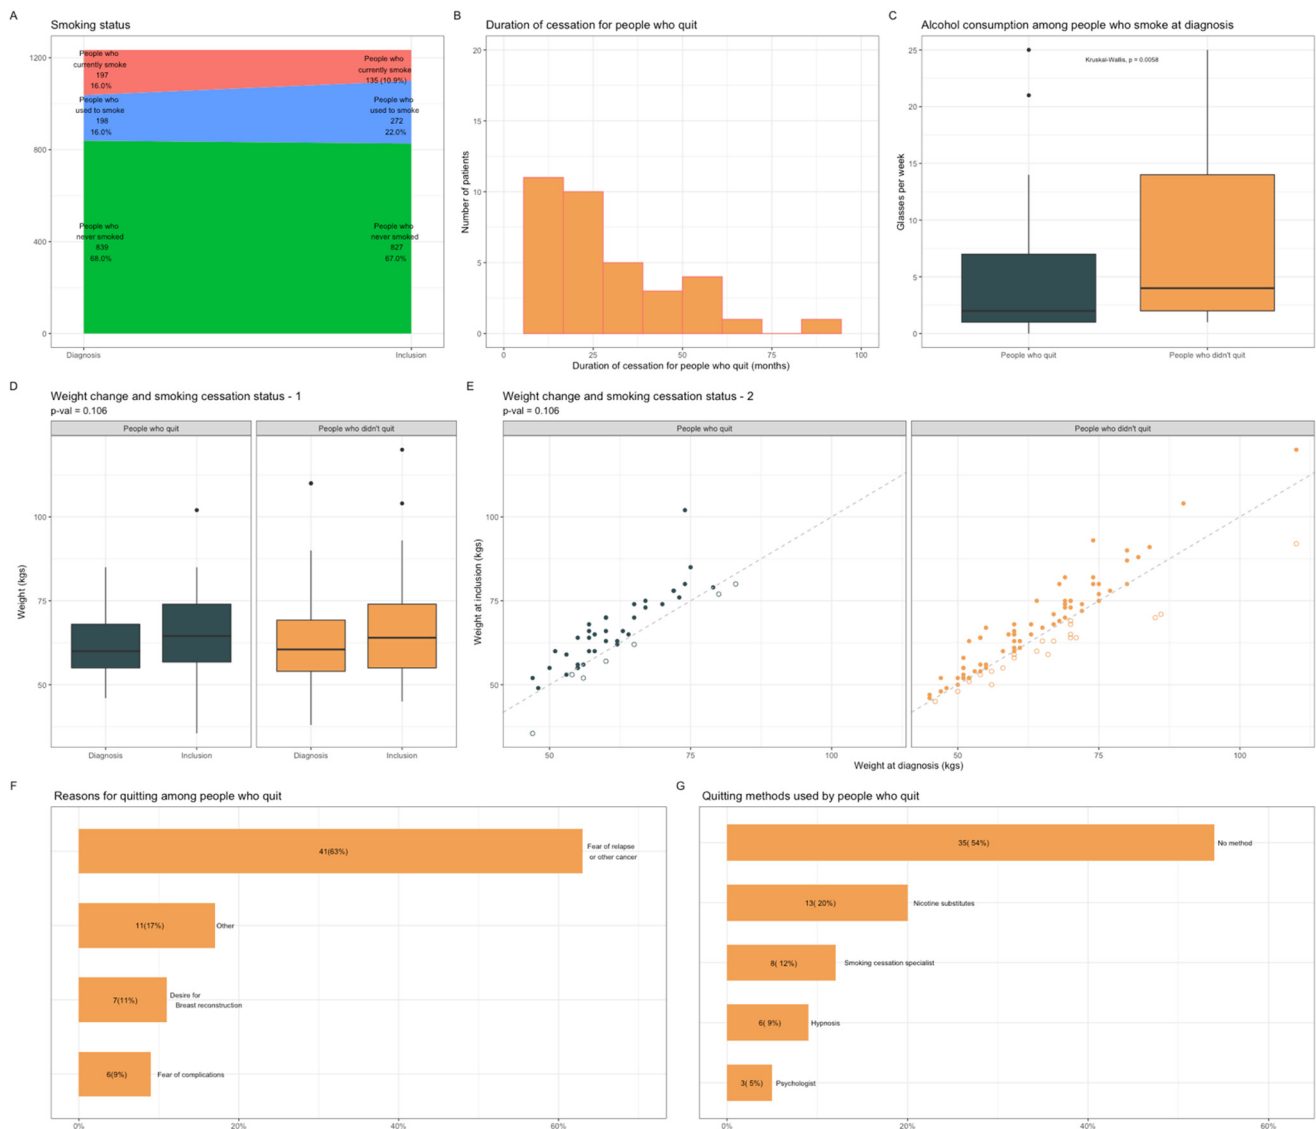 A
Smoking status
1200
800
400
0
People who
currently smoke
197
16.0%
People who
used to smoke
198
16.0%
People who
never smoked
839
68.0%
People who
currently smoke
135 (10.9%)
People who
used to smoke
272
22.0%
People who
never smoked
827
67.0%
Diagnosis
Inclusion
B
Duration of cessation for people who quit
Number of patients
20
15
10
5
0
0
25
50
75
100
Duration of cessation for people who quit (months)
C
Alcohol consumption among people who smoke at diagnosis
Kruskal-Wallis, p = 0.0058
Glasses per week
25
20
15
10
5
0
People who quit
People who didn't quit
D
Weight change and smoking cessation status - 1
p-val = 0.106
People who quit
People who didn't quit
Weight (kgs)
100
75
50
Diagnosis
Inclusion
Diagnosis
Inclusion
E
Weight change and smoking cessation status - 2
p-val = 0.106
People who quit
People who didn't quit
Weight at inclusion (kgs)
100
75
50
50
75
100
50
75
100
Weight at diagnosis (kgs)
F
Reasons for quitting among people who quit
41(63%)
Fear of relapse
or other cancer
11(17%)
Other
7(11%)
Desire for
Breast reconstruction
6(9%)
Fear of complications
0%
20%
40%
60%
G
Quitting methods used by people who quit
35( 54%)
No method
13( 20%)
Nicotine substitutes
8( 12%)
Smoking cessation specialist
6( 9%)
Hypnosis
3( 5%)
Psychologist
0%
20%
40%
60%